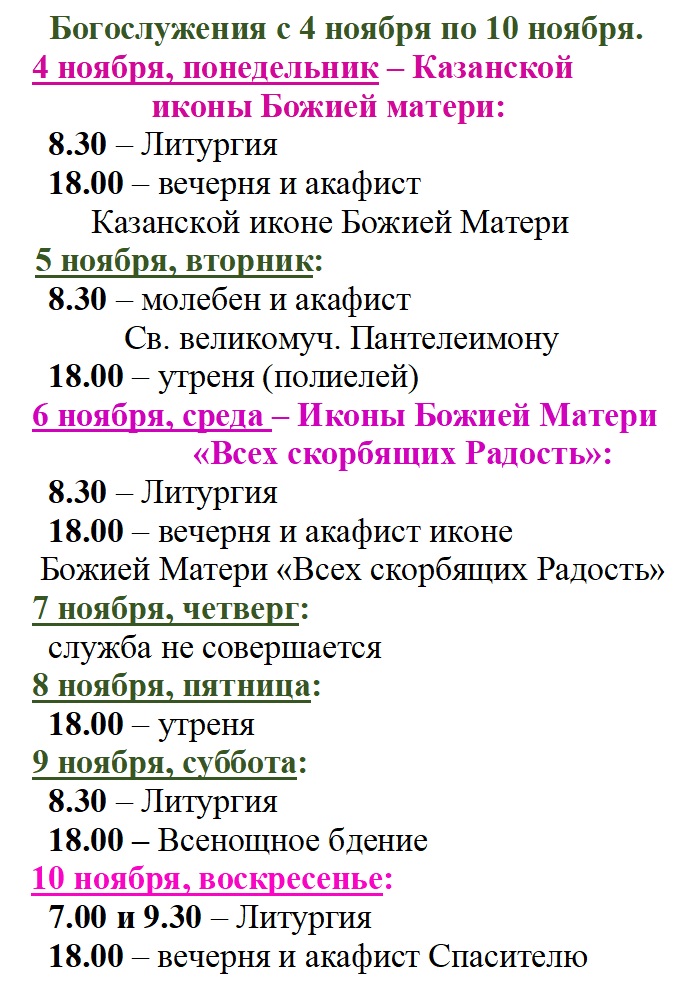 Богослужения с 4 ноября по 10 ноября.
4 ноября, понедельник – Казанской
иконы Божией матери:
8.30 – Литургия
18.00 – вечерня и акафист
Казанской иконе Божией Матери
5 ноября, вторник:
8.30 – молебен и акафист
Св. великомуч. Пантелеимону
18.00 – утреня (полиелей)
6 ноября, среда – Иконы Божией Матери
«Всех скорбящих Радость»:
8.30 – Литургия
18.00 – вечерня и акафист иконе
Божией Матери «Всех скорбящих Радость»
7 ноября, четверг:
служба не совершается
8 ноября, пятница:
18.00 – утреня
9 ноября, суббота:
8.30 – Литургия
18.00 – Всенощное бдение
10 ноября, воскресенье:
7.00 и 9.30 – Литургия
18.00 – вечерня и акафист Спасителю